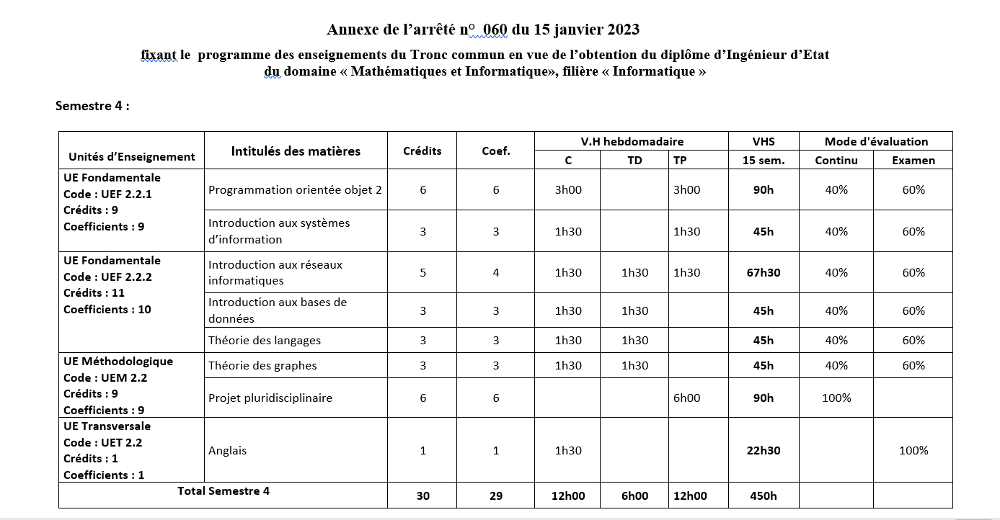 Annexe de l’arrêté n° 060 du 15 janvier 2023
fixant le programme des enseignements du Tronc commun en vue de l’obtention du diplôme d’Ingénieur d’Etat
du domaine « Mathématiques et Informatique», filière « Informatique »
Semestre 4 :
Unités d’Enseignement Intitulés des matières Crédits Coef. V.H hebdomadaire VHS Mode d'évaluation
C TD TP 15 sem. Continu Examen
UE Fondamentale
Code : UEF 2.2.1
Crédits : 9
Coefficients : 9
Programmation orientée objet 2 6 6 3h00 3h00 90h 40% 60%
Introduction aux systèmes
d’information
3 3 1h30 1h30 45h 40% 60%
UE Fondamentale
Code : UEF 2.2.2
Crédits : 11
Coefficients : 10
Introduction aux réseaux
informatiques
5 4 1h30 1h30 1h30 67h30 40% 60%
Introduction aux bases de
données
3 3 1h30 1h30 45h 40% 60%
Théorie des langages 3 3 1h30 1h30 45h 40% 60%
UE Méthodologique
Code : UEM 2.2
Crédits : 9
Coefficients : 9
Théorie des graphes 3 3 1h30 1h30 45h 40% 60%
Projet pluridisciplinaire 6 6 6h00 90h 100%
UE Transversale
Code : UET 2.2
Crédits : 1
Coefficients : 1
Anglais 1 1 1h30 22h30 100%
Total Semestre 4 30 29 12h00 6h00 12h00 450h